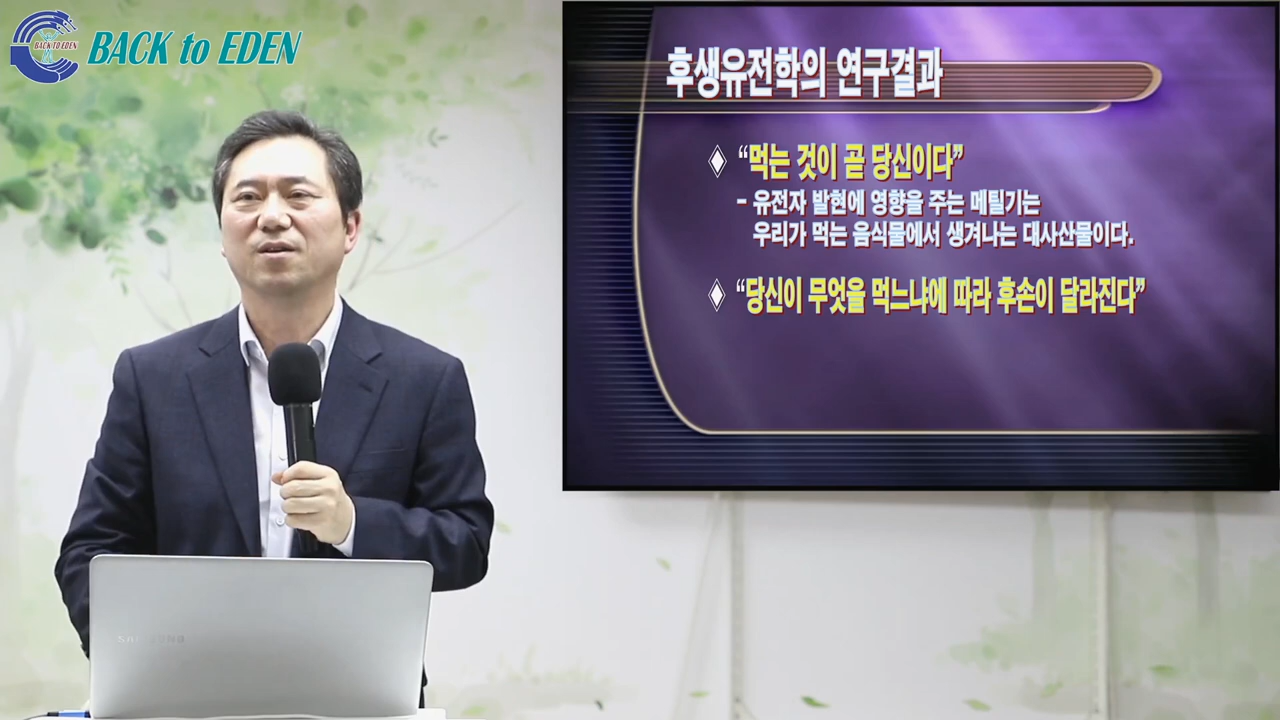 BACK TO EDEN
BACK to EDEN
후생유전학의 연구결과
“먹는 것이 곧 당신이다”
- 유전자 발현에 영향을 주는 메틸기는
우리가 먹는 음식물에서 생겨나는 대사산물이다.
“당신이 무엇을 먹느냐에 따라 후손이 달라진다”